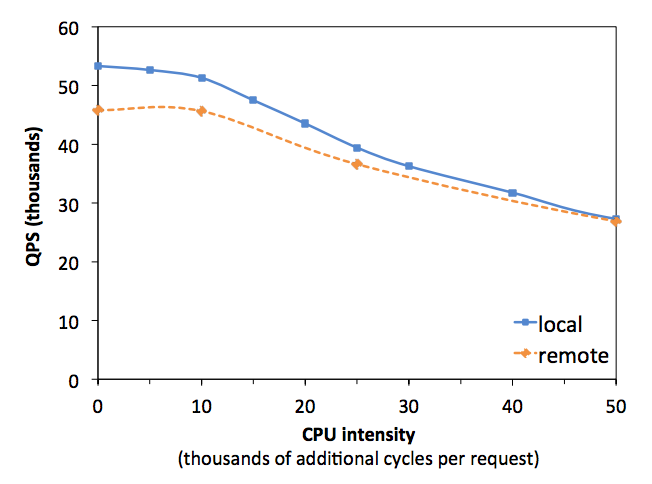 60
50
40
30
20
10
0
QPS (thousands)
local
remote
0 10 20 30 40 50
CPU intensity
(thousands of additional cycles per request)